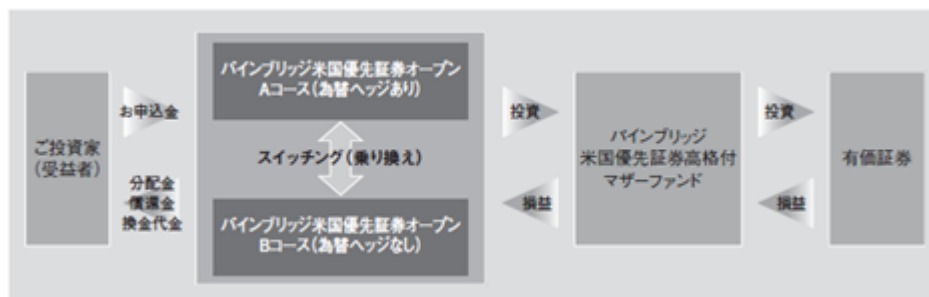 ご投資家
(受益者)
お申込金
分配金
償還金
換金代金
パインブリッジ米国優先証券オープン
Aコース(為替ヘッジあり)
スイッチング(乗り換え)
パインブリッジ米国優先証券オープン
Bコース(為替ヘッジなし)
投資
損益
パインブリッジ
米国優先証券高格付
マザーファンド
投資
損益
有価証券